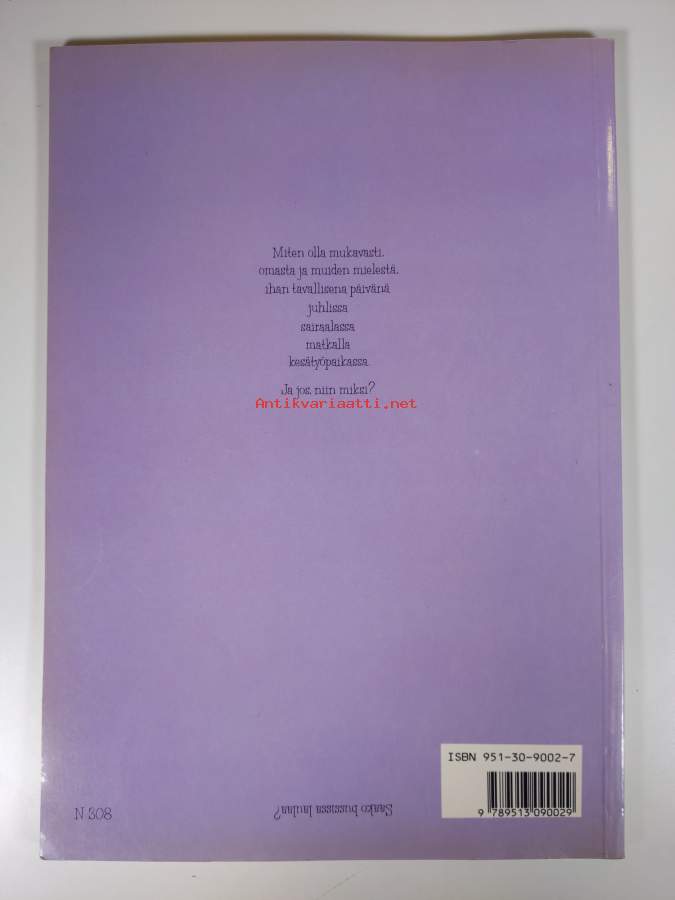 Miten olla mukavasti,
omasta ja muiden mielestä,
ihan tavallisena päivänä
juhlissa
sairaalassa
matkalla
kesätyöpaikassa.
Ja jos, niin miksi?
Antikvariaatti.net
ISBN 951-30-9002-7
9 789513 090029
N 308
Saako bussissa laulaa?